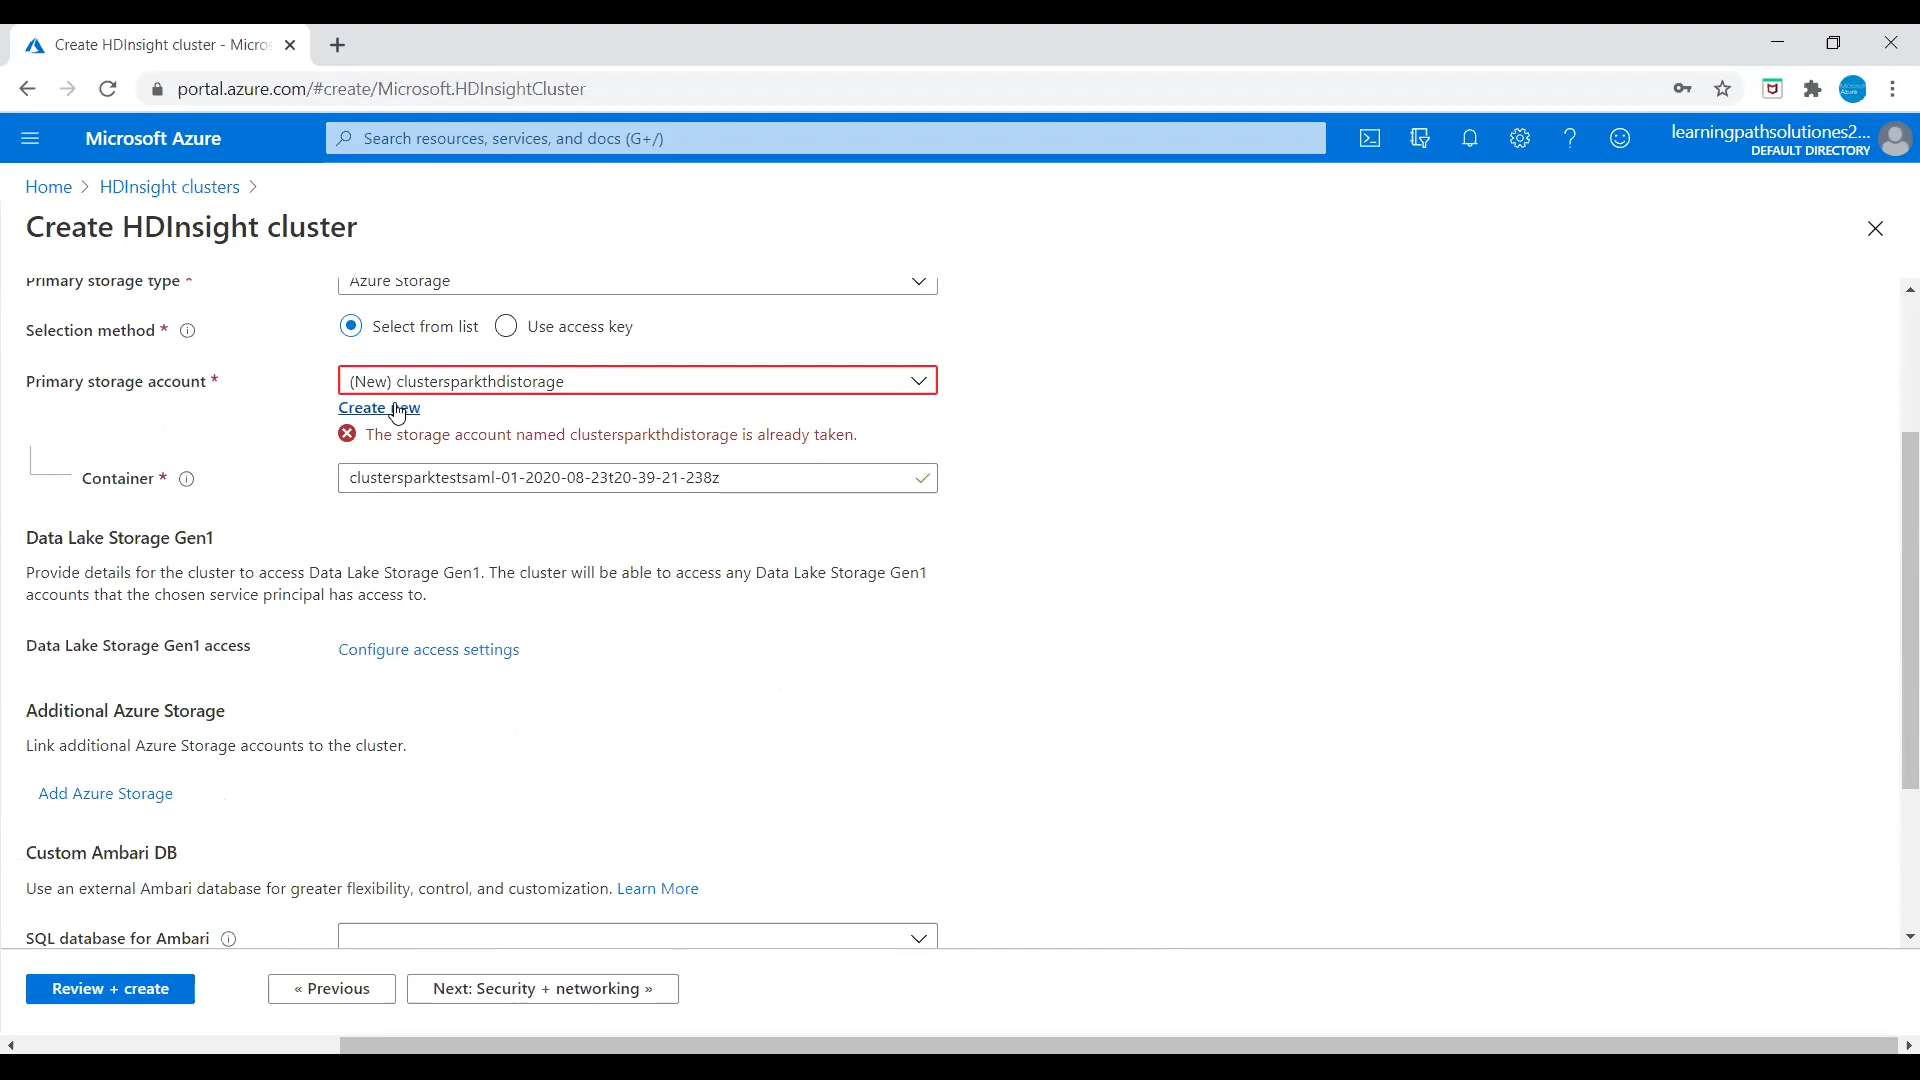 Create HDInsight cluster - Micros
portal.azure.com/#create/Microsoft.HDInsightCluster
Microsoft Azure
Search resources, services, and docs (G+/)
learningpathsolutiones2...
DEFAULT DIRECTORY
Home > HDInsight clusters >
Create HDInsight cluster
Primary storage type *
Azure Storage
Selection method *
Select from list
Use access key
Primary storage account *
(New) clustersparkthdistorage
Create new
The storage account named clustersparkthdistorage is already taken.
Container *
clustersparktestsaml-01-2020-08-23t20-39-21-238z
Data Lake Storage Gen1
Provide details for the cluster to access Data Lake Storage Gen1. The cluster will be able to access any Data Lake Storage Gen1
accounts that the chosen service principal has access to.
Data Lake Storage Gen1 access
Configure access settings
Additional Azure Storage
Link additional Azure Storage accounts to the cluster.
Add Azure Storage
Custom Ambari DB
Use an external Ambari database for greater flexibility, control, and customization. Learn More
SQL database for Ambari
Review + create
« Previous
Next: Security + networking »